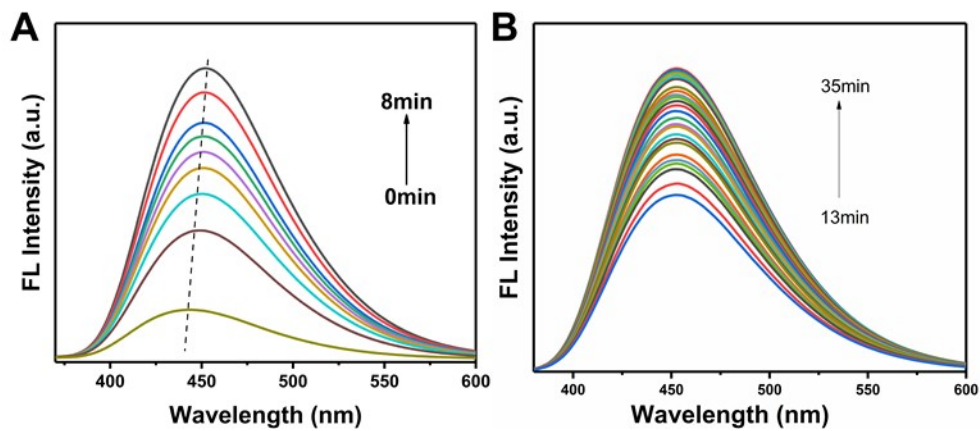 A
8min
0min
FL Intensity (a.u.)
400
450
500
550
600
Wavelength (nm)
B
35min
13min
FL Intensity (a.u.)
400
450
500
550
600
Wavelength (nm)